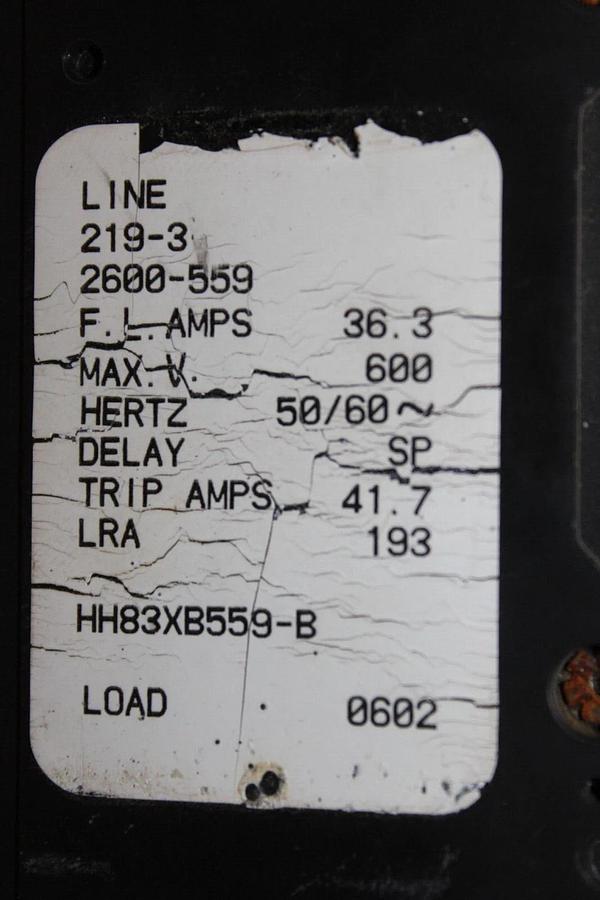 LINE
219-3
2600-559
F.L. AMPS 36.3
MAX. V. 600
HERTZ 50/60~
DELAY SP
TRIP AMPS 41.7
LRA 193
HH83XB559-B
LOAD 0602